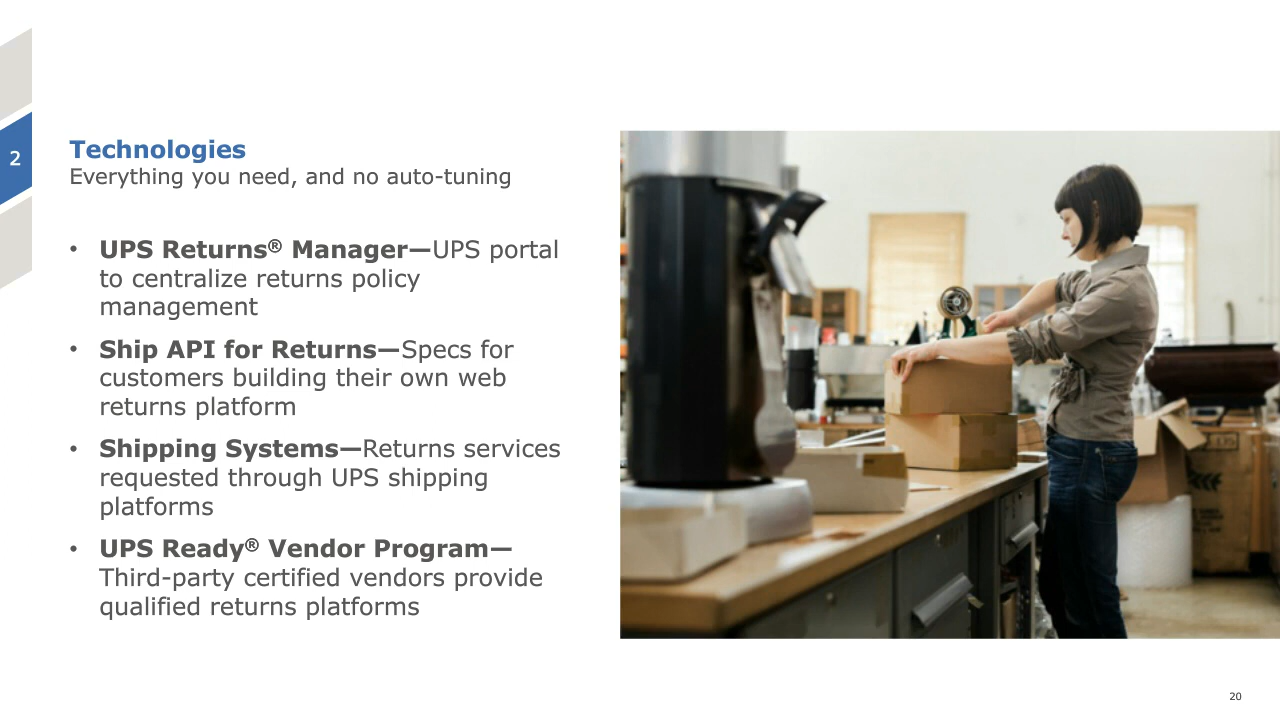 2
Technologies
Everything you need, and no auto-tuning
• UPS Returns® Manager—UPS portal
to centralize returns policy
management
• Ship API for Returns—Specs for
customers building their own web
returns platform
• Shipping Systems—Returns services
requested through UPS shipping
platforms
• UPS Ready® Vendor Program—
Third-party certified vendors provide
qualified returns platforms
20